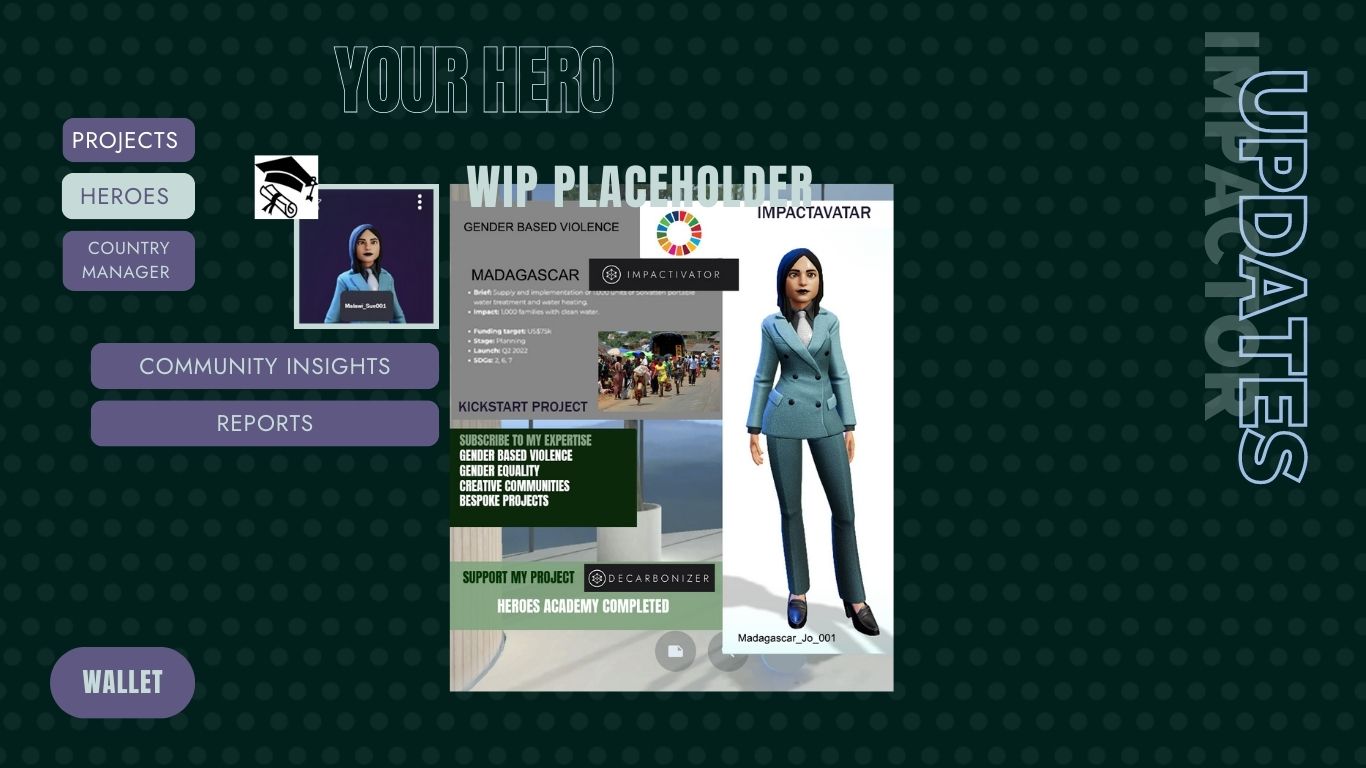 YOUR HERO
IMPACTOR
UPDATES
PROJECTS
HEROES
COUNTRY
MANAGER
COMMUNITY INSIGHTS
REPORTS
WALLET
Malawi_Sue001
WIP PLACEHOLDER
GENDER BASED VIOLENCE
IMPACTAVATAR
MADAGASCAR
IMPACTIVATOR
• Brief: Supply and implementation of 1,000 units of Solvatten portable
water treatment and water heating.
• Impact: 1,000 families with clean water.
• Funding target: US$75k
• Stage: Planning
• Launch: Q2 2022
• SDGs: 2, 6, 7
KICKSTART PROJECT
SUBSCRIBE TO MY EXPERTISE
GENDER BASED VIOLENCE
GENDER EQUALITY
CREATIVE COMMUNITIES
BESPOKE PROJECTS
SUPPORT MY PROJECT
DECARBONIZER
HEROES ACADEMY COMPLETED
Madagascar_Jo_001